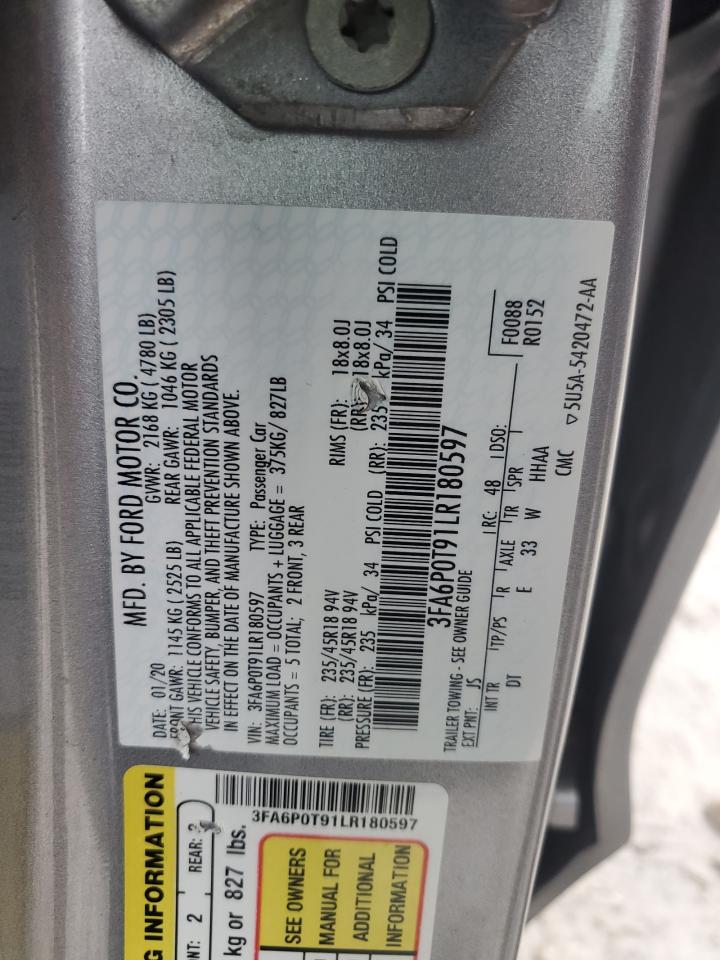 MFD. BY FORD MOTOR CO.
DATE: 01/20 GVWR: 2168 KG ( 4780 LB)
FRONT GAWR: 1145 KG ( 2525 LB) REAR GAWR: 1046 KG ( 2305 LB)
THIS VEHICLE CONFORMS TO ALL APPLICABLE FEDERAL MOTOR
VEHICLE SAFETY, BUMPER, AND THEFT PREVENTION STANDARDS
IN EFFECT ON THE DATE OF MANUFACTURE SHOWN ABOVE.
VIN: 3FA6P0T91LR180597 TYPE: Passenger Car
MAXIMUM LOAD = OCCUPANTS + LUGGAGE = 375KG/ 827LB
OCCUPANTS = 5 TOTAL; 2 FRONT, 3 REAR
TIRE (FR): 235/45R18 94V RIMS (FR): 18x8.0J
(RR): 235/45R18 94V (RR): 18x8.0J
PRESSURE (FR): 235 kPa/ 34 PSI COLD (RR): 235 kPa/ 34 PSI COLD
3FA6P0T91LR180597
TRAILER TOWING - SEE OWNER GUIDE
EXT PNT: JS RC: 48 DSO: F0088
R0152
INT TR TP/PS R AXLE TR SPR
DT E 33 W HHAA
CMC ▽5U5A-5420472-AA
G INFORMATION
NT: 2 REAR: 3
kg or 827 lbs.
3FA6P0T91LR180597
SEE OWNERS
MANUAL FOR
ADDITIONAL
INFORMATION